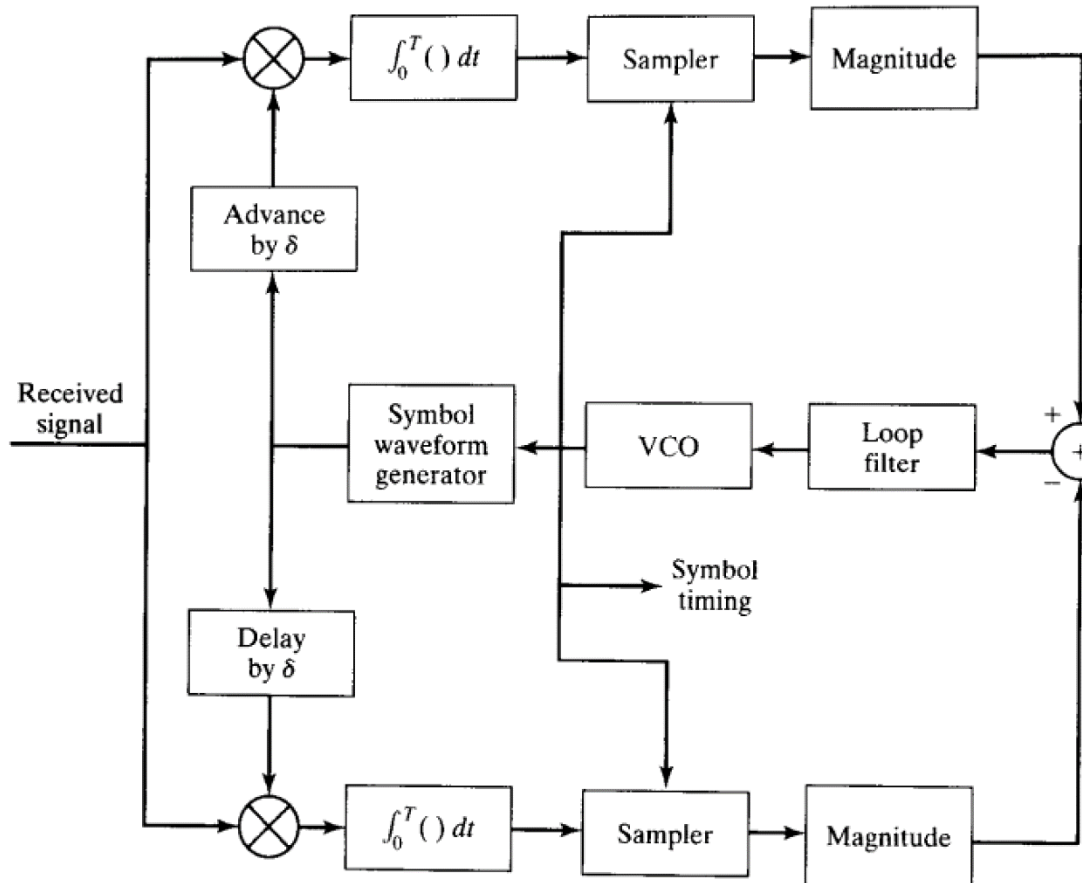 ∫₀ᵀ ( ) dt
Sampler
Magnitude
Advance
by δ
Received
signal
Symbol
waveform
generator
VCO
Loop
filter
+
+
−
Symbol
timing
Delay
by δ
∫₀ᵀ ( ) dt
Sampler
Magnitude